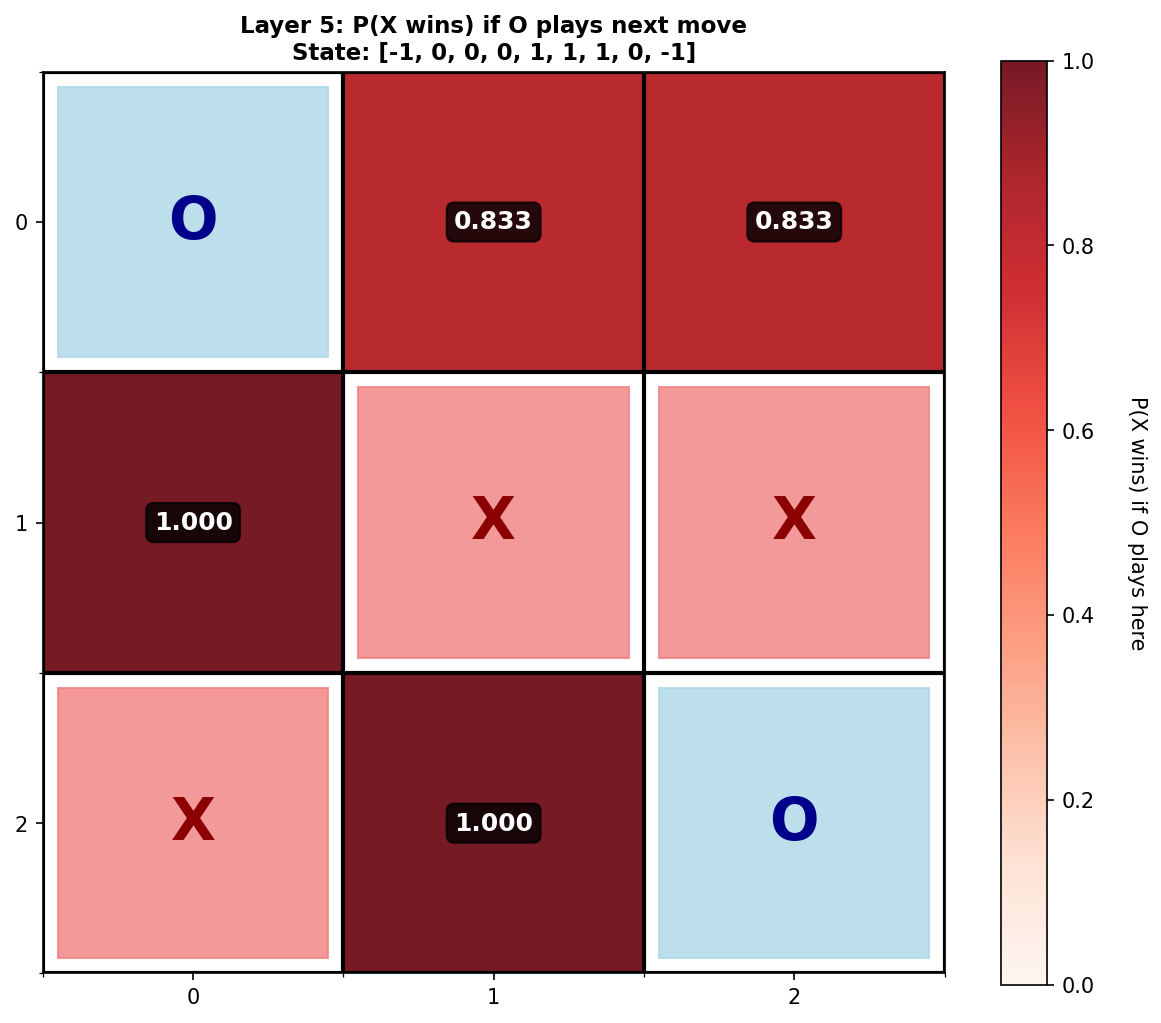 Layer 5: P(X wins) if O plays next move
State: [-1, 0, 0, 0, 1, 1, 1, 0, -1]
0
O
0.833
0.833
1
1.000
X
X
2
X
1.000
O
0
1
2
1.0
0.8
0.6
0.4
0.2
0.0
P(X wins) if O plays here